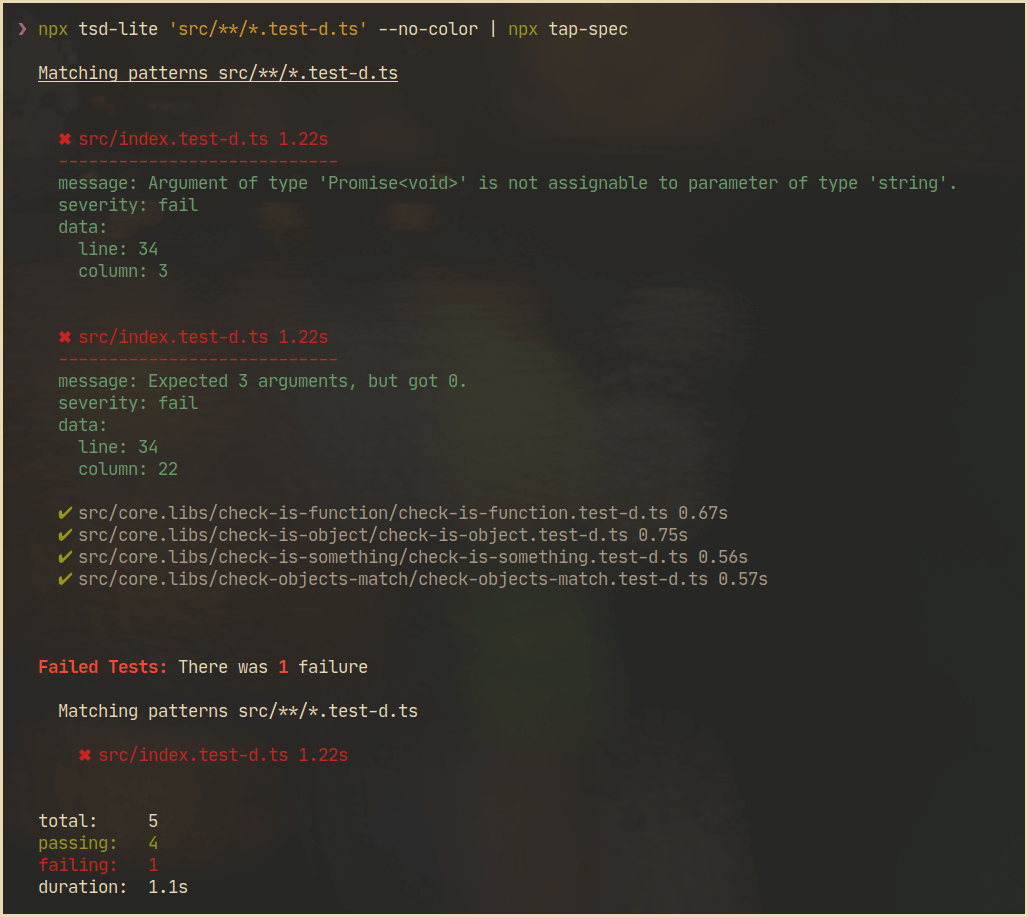 ❯ npx tsd-lite 'src/**/*.test-d.ts' --no-color | npx tap-spec
Matching patterns src/**/*.test-d.ts
✖ src/index.test-d.ts 1.22s
----------------------------
message: Argument of type 'Promise<void>' is not assignable to parameter of type 'string'.
severity: fail
data:
line: 34
column: 3
✖ src/index.test-d.ts 1.22s
----------------------------
message: Expected 3 arguments, but got 0.
severity: fail
data:
line: 34
column: 22
✔ src/core.libs/check-is-function/check-is-function.test-d.ts 0.67s
✔ src/core.libs/check-is-object/check-is-object.test-d.ts 0.75s
✔ src/core.libs/check-is-something/check-is-something.test-d.ts 0.56s
✔ src/core.libs/check-objects-match/check-objects-match.test-d.ts 0.57s
Failed Tests: There was 1 failure
Matching patterns src/**/*.test-d.ts
✖ src/index.test-d.ts 1.22s
total: 5
passing: 4
failing: 1
duration: 1.1s